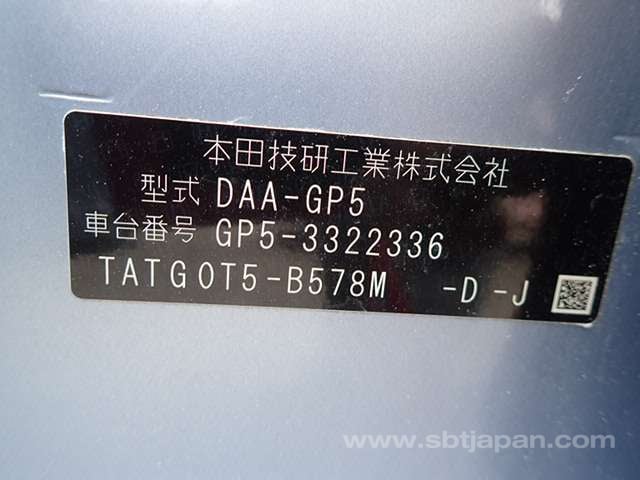 本田技研工業株式会社
型式 DAA-GP5
車台番号 GP5-3322336
TATG0T5-B578M -D -J
www.sbtjapan.com